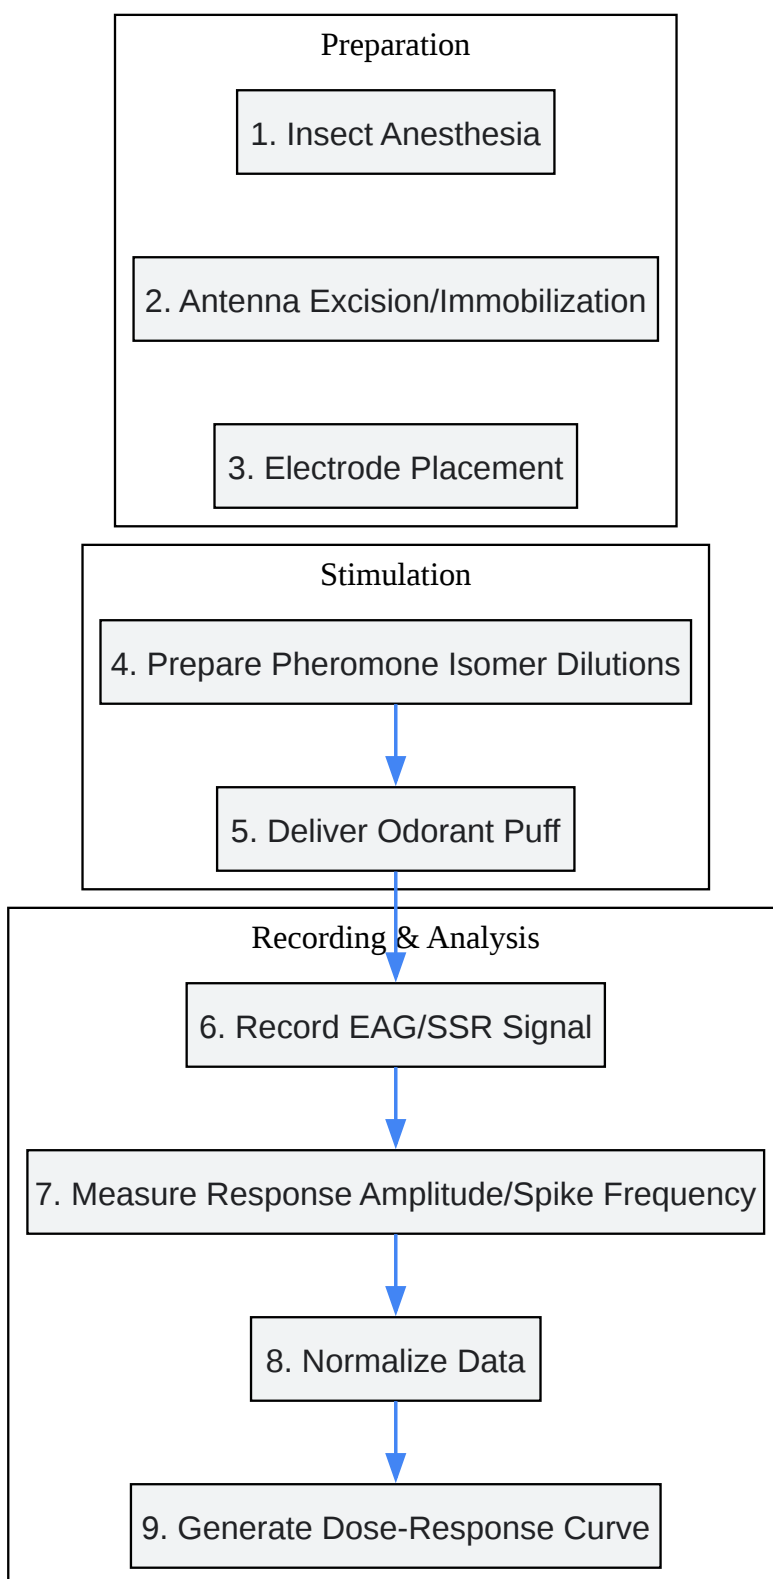 Preparation
1. Insect Anesthesia
2. Antenna Excision/Immobilization
3. Electrode Placement
Stimulation
4. Prepare Pheromone Isomer Dilutions
5. Deliver Odorant Puff
Recording & Analysis
6. Record EAG/SSR Signal
7. Measure Response Amplitude/Spike Frequency
8. Normalize Data
9. Generate Dose-Response Curve